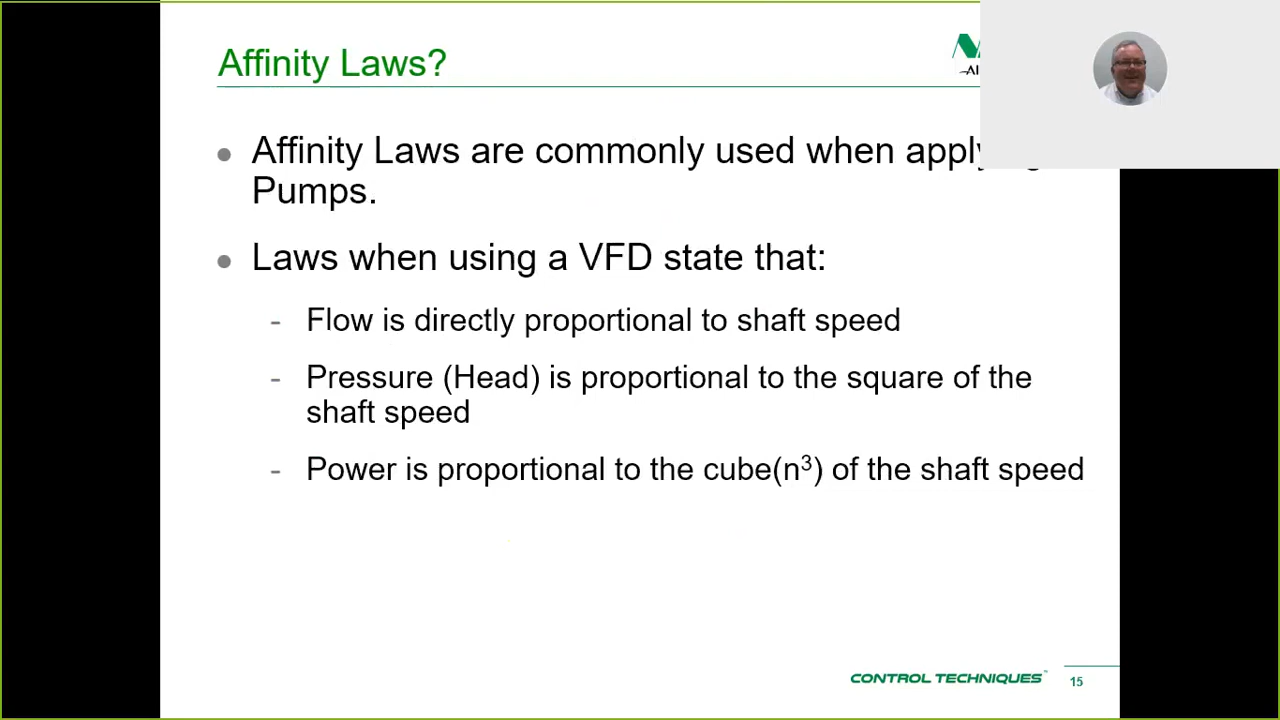 Affinity Laws?
Affinity Laws are commonly used when
Pumps.
Laws when using a VFD state that:
- Flow is directly proportional to shaft speed
- Pressure (Head) is proportional to the square of the
shaft speed
- Power is proportional to the cube(n³) of the shaft speed
CONTROL TECHNIQUES™
15